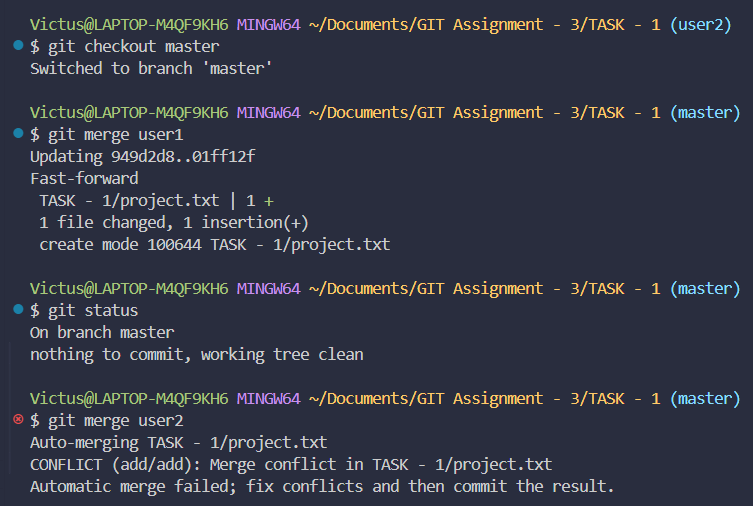 Victus@LAPTOP-M4QF9KH6 MINGW64 ~/Documents/GIT Assignment - 3/TASK - 1 (user2)
$ git checkout master
Switched to branch 'master'
Victus@LAPTOP-M4QF9KH6 MINGW64 ~/Documents/GIT Assignment - 3/TASK - 1 (master)
$ git merge user1
Updating 949d2d8..01ff12f
Fast-forward
 TASK - 1/project.txt | 1 +
 1 file changed, 1 insertion(+)
 create mode 100644 TASK - 1/project.txt
Victus@LAPTOP-M4QF9KH6 MINGW64 ~/Documents/GIT Assignment - 3/TASK - 1 (master)
$ git status
On branch master
nothing to commit, working tree clean
Victus@LAPTOP-M4QF9KH6 MINGW64 ~/Documents/GIT Assignment - 3/TASK - 1 (master)
$ git merge user2
Auto-merging TASK - 1/project.txt
CONFLICT (add/add): Merge conflict in TASK - 1/project.txt
Automatic merge failed; fix conflicts and then commit the result.